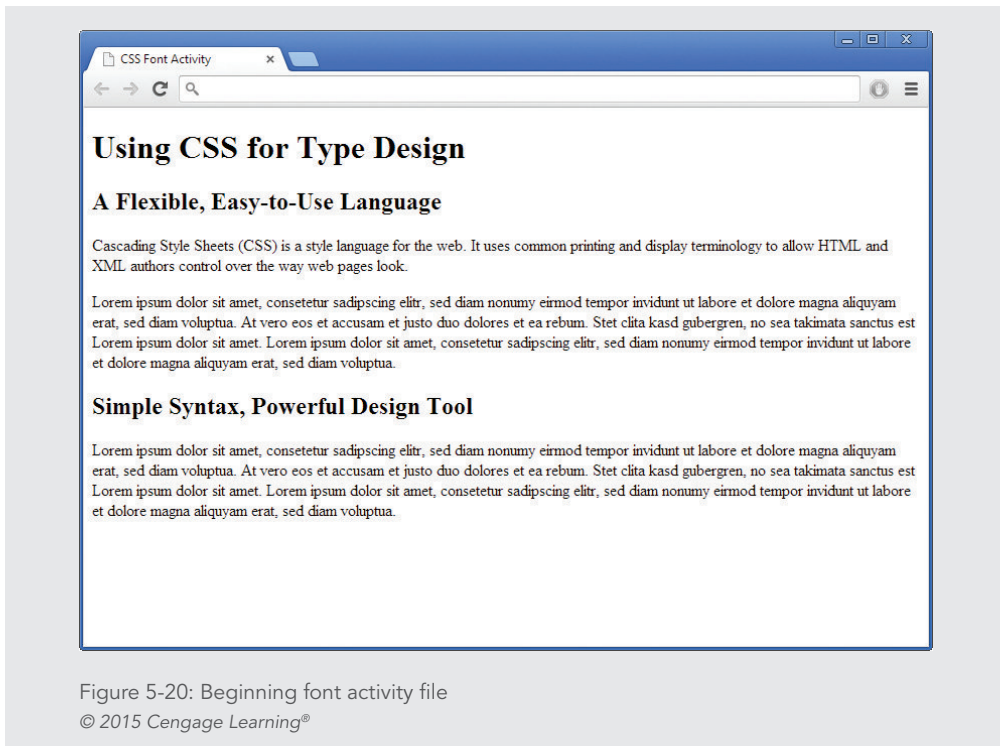 CSS Font Activity
Using CSS for Type Design
A Flexible, Easy-to-Use Language
Cascading Style Sheets (CSS) is a style language for the web. It uses common printing and display terminology to allow HTML and
XML authors control over the way web pages look.
Lorem ipsum dolor sit amet, consetetur sadipscing elitr, sed diam nonumy eirmod tempor invidunt ut labore et dolore magna aliquyam
erat, sed diam voluptua. At vero eos et accusam et justo duo dolores et ea rebum. Stet clita kasd gubergren, no sea takimata sanctus est
Lorem ipsum dolor sit amet. Lorem ipsum dolor sit amet, consetetur sadipscing elitr, sed diam nonumy eirmod tempor invidunt ut labore
et dolore magna aliquyam erat, sed diam voluptua.
Simple Syntax, Powerful Design Tool
Lorem ipsum dolor sit amet, consetetur sadipscing elitr, sed diam nonumy eirmod tempor invidunt ut labore et dolore magna aliquyam
erat, sed diam voluptua. At vero eos et accusam et justo duo dolores et ea rebum. Stet clita kasd gubergren, no sea takimata sanctus est
Lorem ipsum dolor sit amet. Lorem ipsum dolor sit amet, consetetur sadipscing elitr, sed diam nonumy eirmod tempor invidunt ut labore
et dolore magna aliquyam erat, sed diam voluptua.
Figure 5-20: Beginning font activity file
© 2015 Cengage Learning®